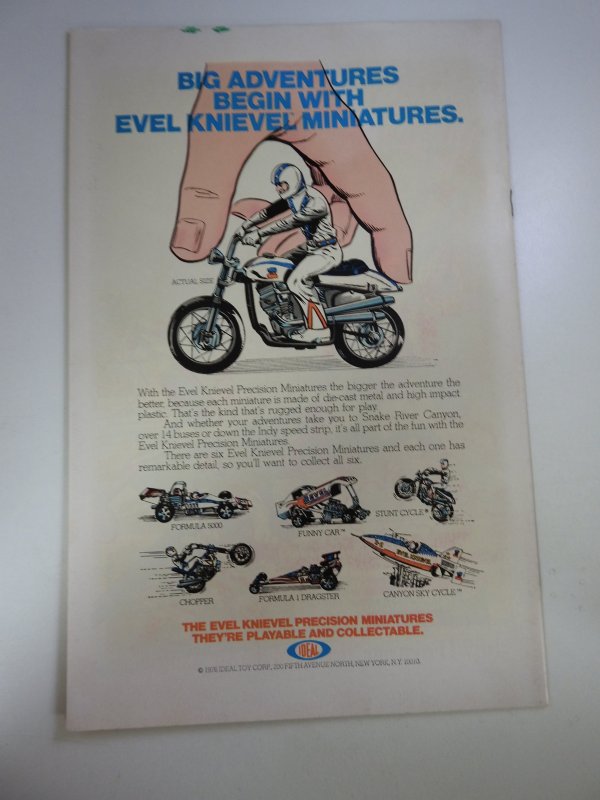 BIG ADVENTURES
BEGIN WITH
EVEL KNIEVEL MINIATURES.
ACTUAL SIZE
With the Evel Knievel Precision Miniatures the bigger the adventure the
better, because each miniature is made of die-cast metal and high impact
plastic. That's the kind that's rugged enough for play.
And whether your adventures take you to Snake River Canyon,
over 14 buses or down the Indy speed strip, it's all part of the fun with the
Evel Knievel Precision Miniatures.
There are six Evel Knievel Precision Miniatures and each one has
remarkable detail, so you'll want to collect all six.
FORMULA 5000
FUNNY CAR™
STUNT CYCLE®
CHOPPER
FORMULA 1 DRAGSTER
CANYON SKY CYCLE™
THE EVEL KNIEVEL PRECISION MINIATURES
THEY'RE PLAYABLE AND COLLECTABLE.
IDEAL
© 1976 IDEAL TOY CORP., 200 FIFTH AVENUE NORTH, NEW YORK, N.Y.